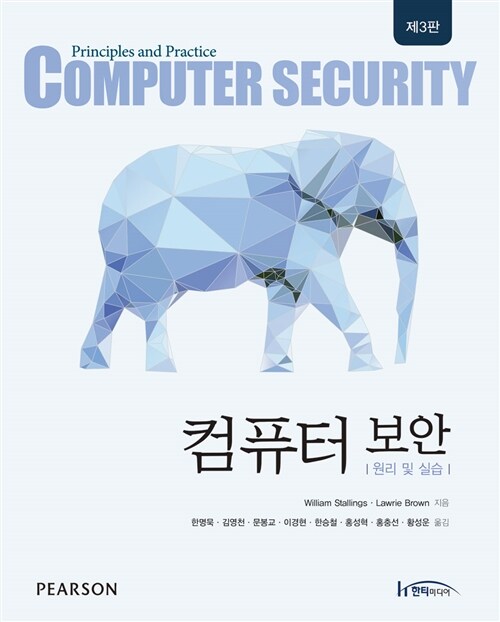 제3판
Principles and Practice
COMPUTER SECURITY
컴퓨터 보안
| 원리 및 실습 |
William Stallings · Lawrie Brown 지음
한명묵 · 김영천 · 문봉교 · 이경현 · 한승철 · 홍성혁 · 홍충선 · 황성운 옮김
PEARSON
한티미디어